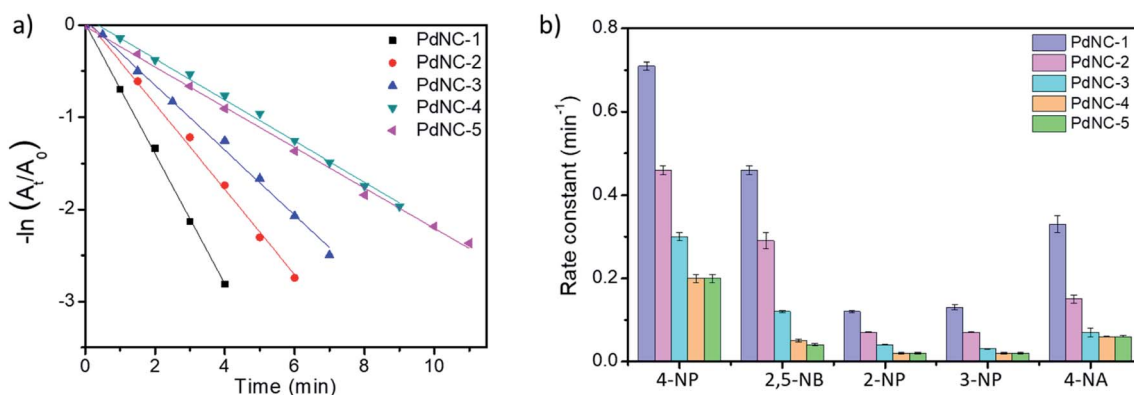 a)
-ln (At/A0)
-0
-1
-2
-3
0
2
4
6
8
10
Time (min)
PdNC-1
PdNC-2
PdNC-3
PdNC-4
PdNC-5
b)
Rate constant (min-1)
0.8
0.6
0.4
0.2
0.0
4-NP
2,5-NB
2-NP
3-NP
4-NA
PdNC-1
PdNC-2
PdNC-3
PdNC-4
PdNC-5